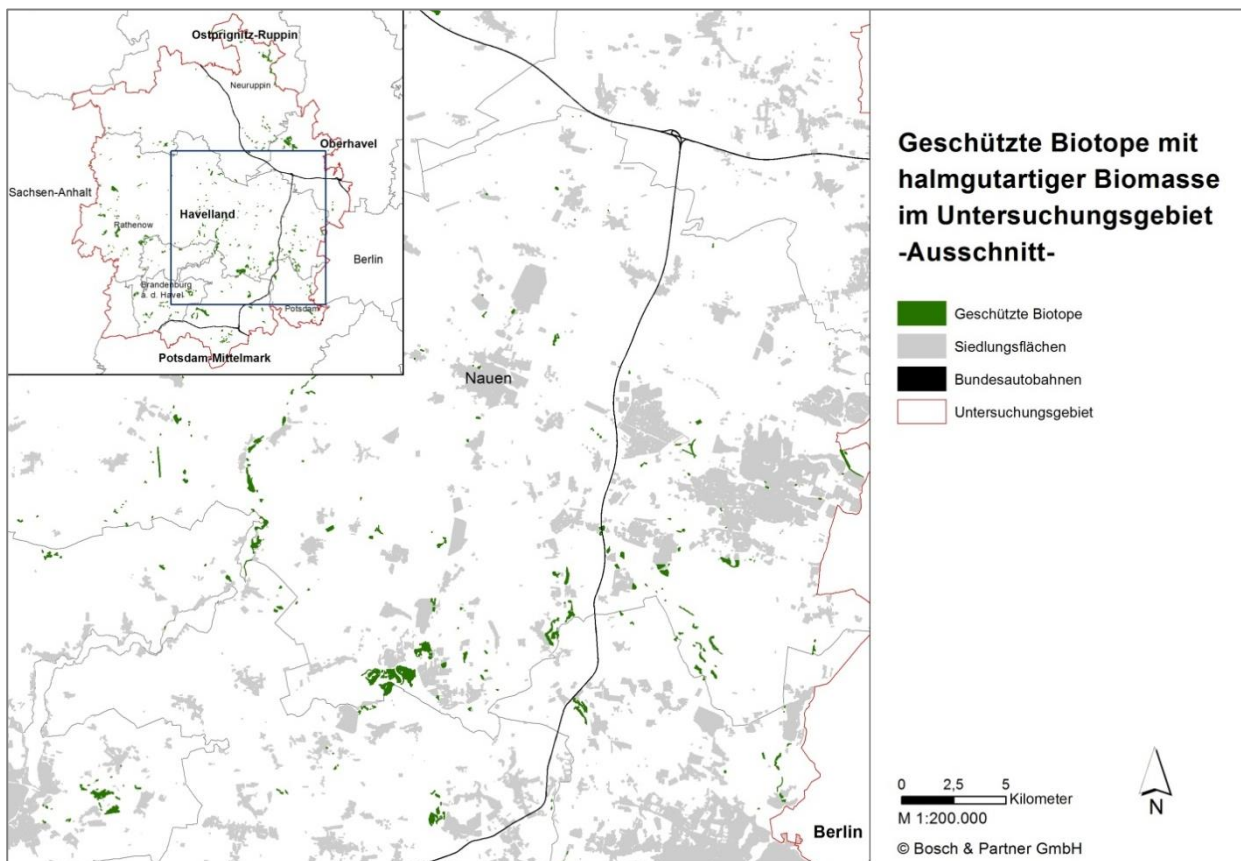 Ostprignitz-Ruppin
Neuruppin
Oberhavel
Sachsen-Anhalt
Havelland
Rathenow
Berlin
Brandenburg
a. d. Havel
Potsdam
Potsdam-Mittelmark
Nauen
Berlin
Geschützte Biotope mit
halmgutartiger Biomasse
im Untersuchungsgebiet
-Ausschnitt-
Geschützte Biotope
Siedlungsflächen
Bundesautobahnen
Untersuchungsgebiet
0 2,5 5
Kilometer
M 1:200.000
N
© Bosch & Partner GmbH